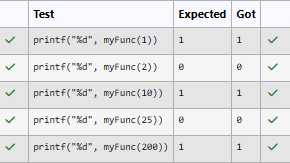 Test Expected Got
printf("%d", myFunc(1)) 1 1
printf("%d", myFunc(2)) 0 0
printf("%d", myFunc(10)) 1 1
printf("%d", myFunc(25)) 0 0
printf("%d", myFunc(200)) 1 1